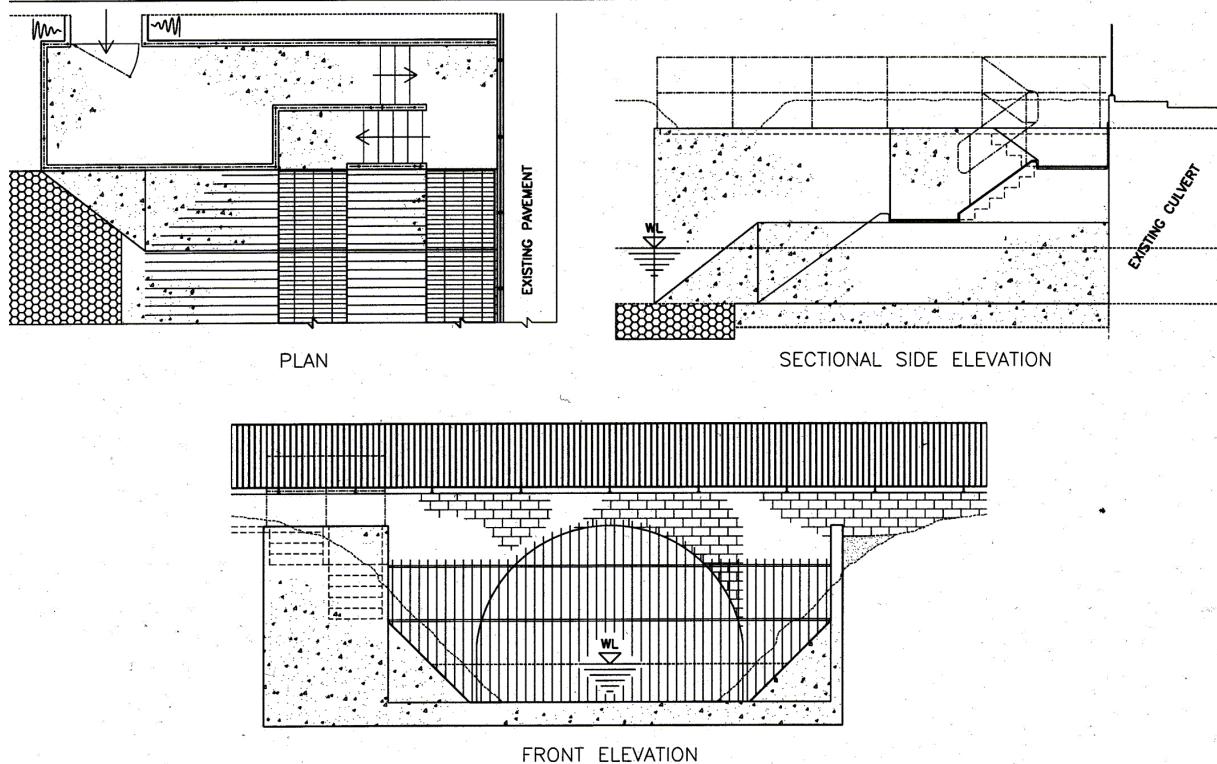 EXISTING PAVEMENT
PLAN
WL
EXISTING CULVERT
SECTIONAL SIDE ELEVATION
WL
FRONT ELEVATION